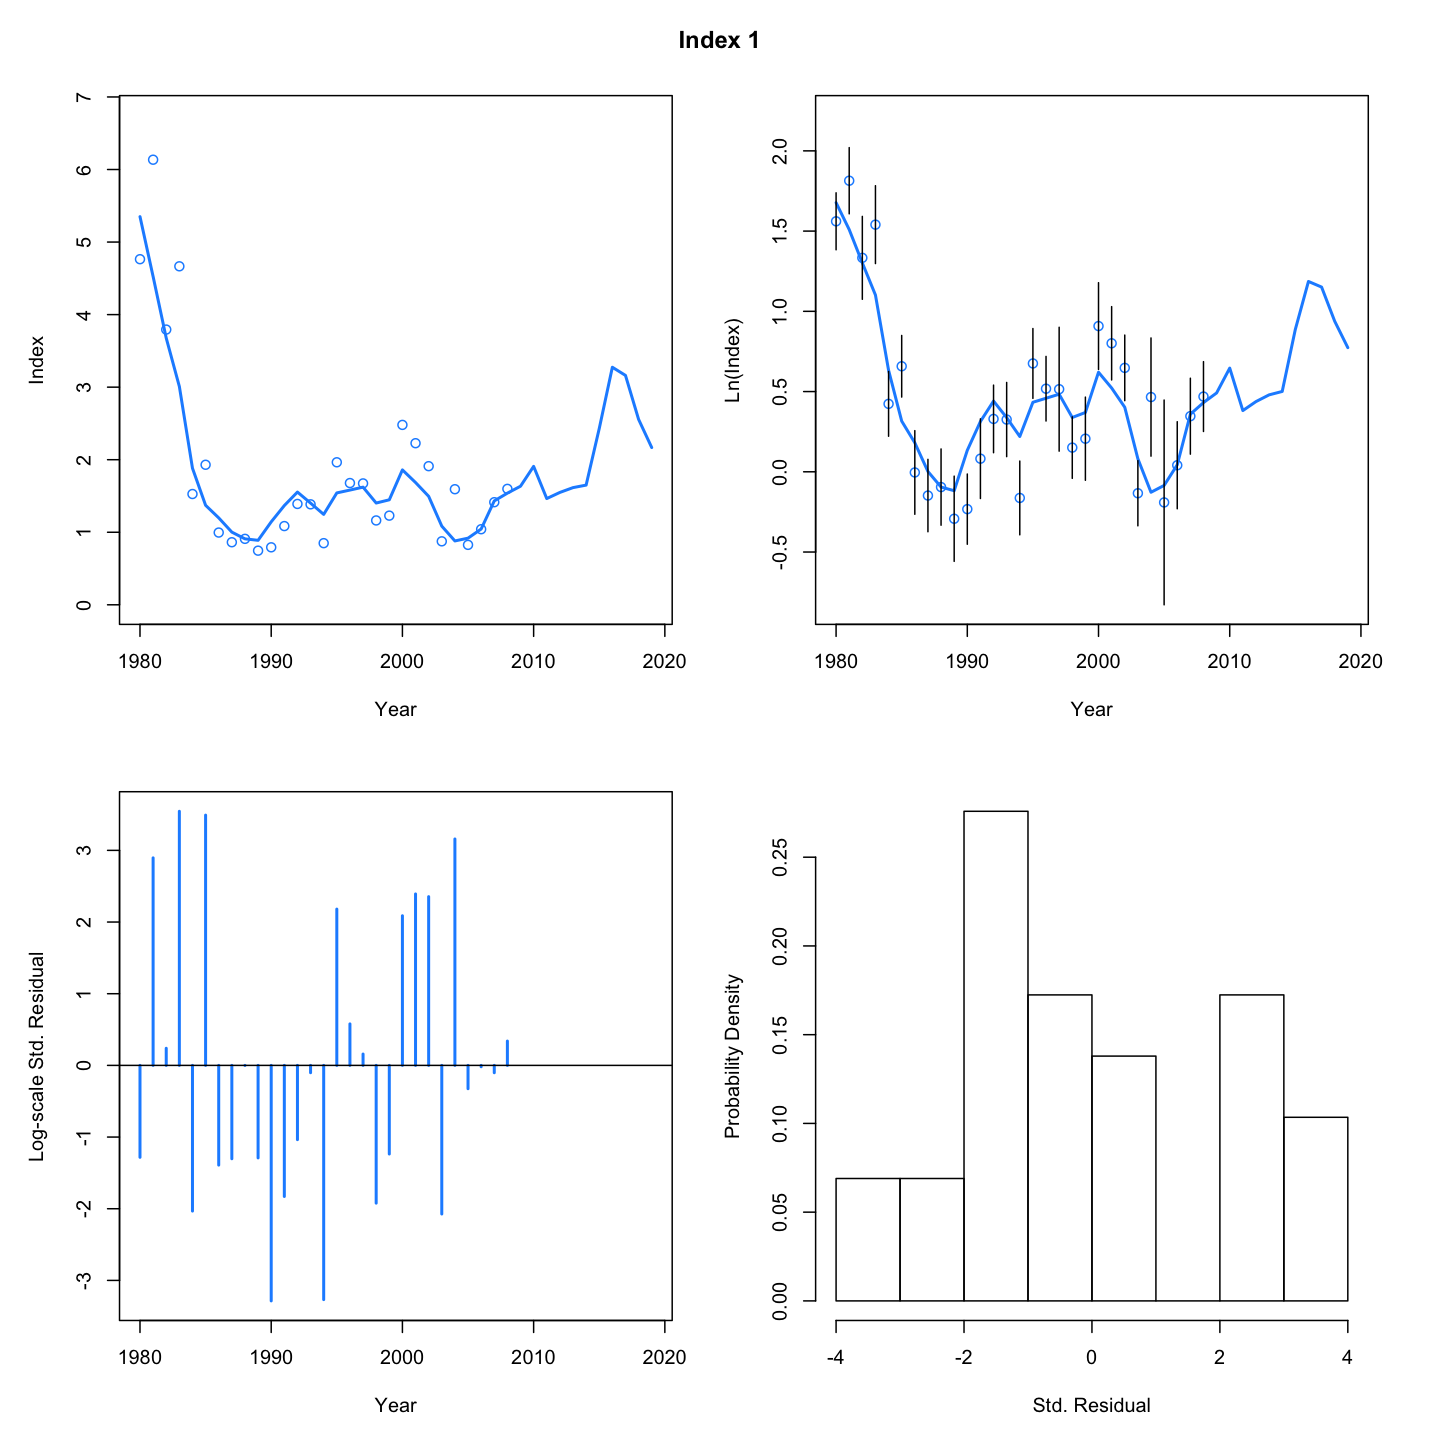 Index 1
Index
7
6
5
4
3
2
1
0
1980 1990 2000 2010 2020
Year
Ln(Index)
2.0
1.5
1.0
0.5
0.0
-0.5
1980 1990 2000 2010 2020
Year
Log-scale Std. Residual
3
2
1
0
-1
-2
-3
1980 1990 2000 2010 2020
Year
Probability Density
0.25
0.20
0.15
0.10
0.05
0.00
-4 -2 0 2 4
Std. Residual